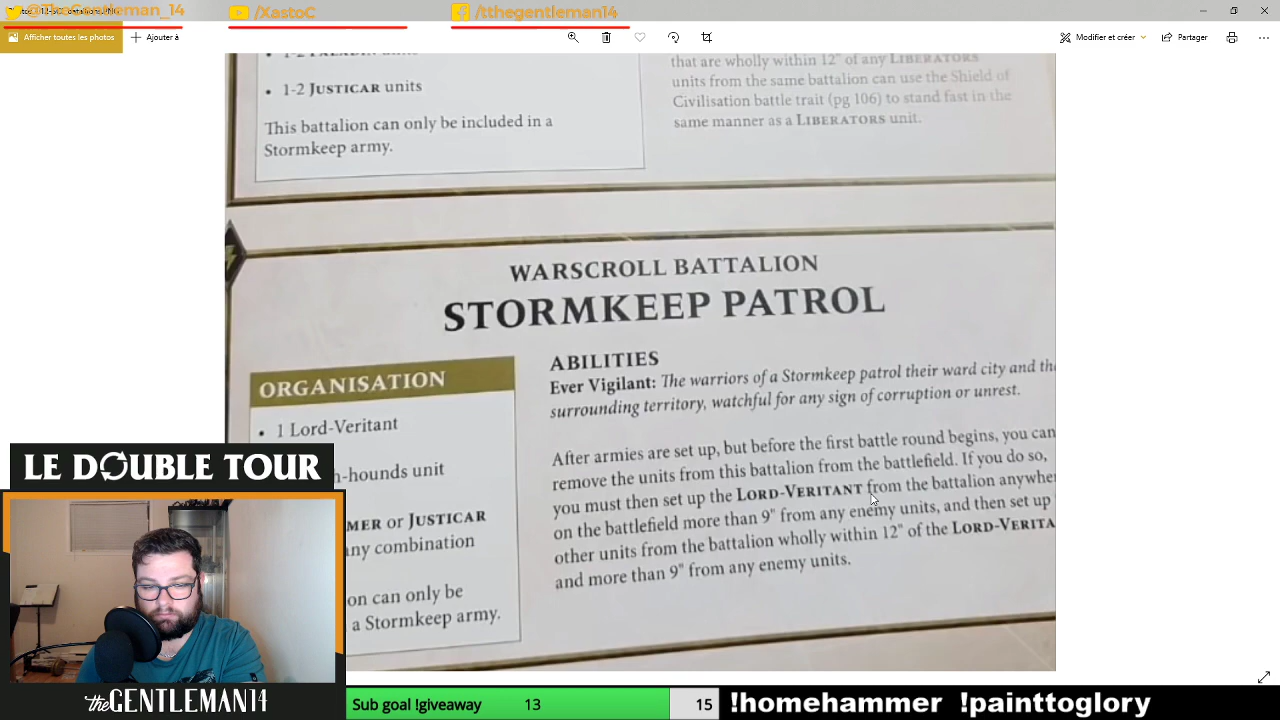 @TheGentleman_14
/XastoC
/tthegentleman14
Afficher toutes les photos
Ajouter à
Modifier et créer
Partager
that are wholly within 12" of any LIBERATORS
units from the same battalion can use the Shield of
Civilisation battle trait (pg 106) to stand fast in the
same manner as a LIBERATORS unit.
• 1-2 PALADIN units
• 1-2 JUSTICAR units
This battalion can only be included in a
Stormkeep army.
WARSCROLL BATTALION
STORMKEEP PATROL
ORGANISATION
• 1 Lord-Veritant
-hounds unit
MER or JUSTICAR
any combination
on can only be
a Stormkeep army.
ABILITIES
Ever Vigilant: The warriors of a Stormkeep patrol their ward city and the
surrounding territory, watchful for any sign of corruption or unrest.
After armies are set up, but before the first battle round begins, you can
remove the units from this battalion from the battlefield. If you do so,
you must then set up the LORD-VERITANT from the battalion anywher
on the battlefield more than 9" from any enemy units, and then set up
other units from the battalion wholly within 12" of the LORD-VERITA
and more than 9" from any enemy units.
LE DOUBLE TOUR
theGENTLEMAN14
Sub goal !giveaway 13 15
!homehammer !painttoglory